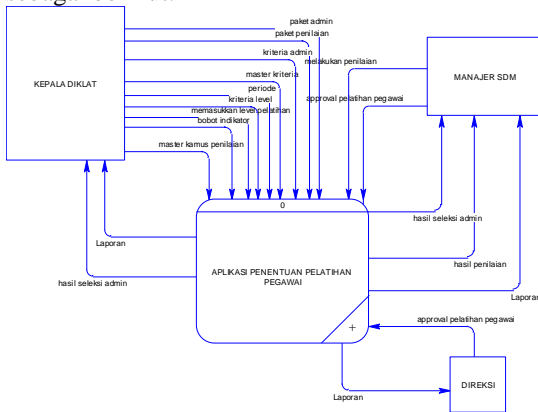 paket admin
paket penilaian
kriteria admin
melakukan penilaian
KEPALA DIKLAT
MANAJER SDM
master kriteria
periode
kriteria level
approval pelatihan pegawai
memasukkan level pelatihan
bobot indikator
master kamus penilaian
0
hasil seleksi admin
Laporan
hasil penilaian
APLIKASI PENENTUAN PELATIHAN
PEGAWAI
hasil seleksi admin
Laporan
approval pelatihan pegawai
+
DIREKSI
Laporan